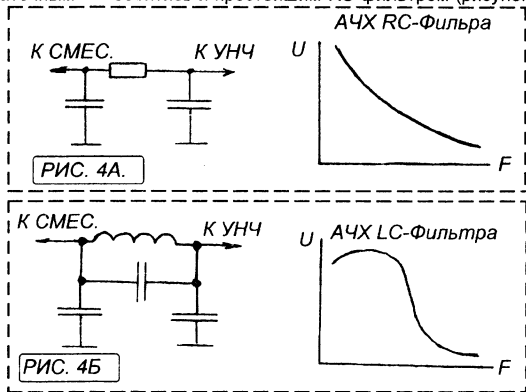 АЧХ RC-Фильра
К СМЕС.
К УНЧ
U
F
РИС. 4А.
К СМЕС.
К УНЧ
U
АЧХ LC-Фильтра
F
РИС. 4Б